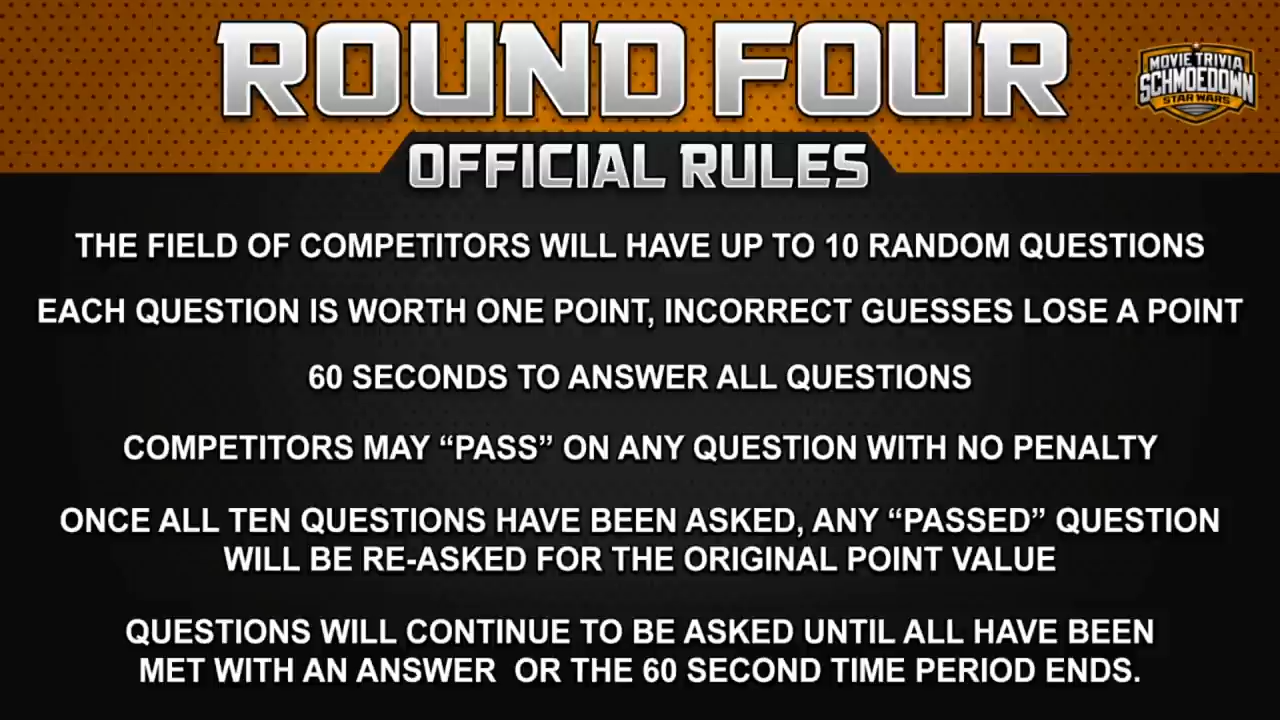 ROUND FOUR
MOVIE TRIVIA
SCHMOEDOWN
STAR WARS
OFFICIAL RULES
THE FIELD OF COMPETITORS WILL HAVE UP TO 10 RANDOM QUESTIONS
EACH QUESTION IS WORTH ONE POINT, INCORRECT GUESSES LOSE A POINT
60 SECONDS TO ANSWER ALL QUESTIONS
COMPETITORS MAY “PASS” ON ANY QUESTION WITH NO PENALTY
ONCE ALL TEN QUESTIONS HAVE BEEN ASKED, ANY “PASSED” QUESTION
WILL BE RE-ASKED FOR THE ORIGINAL POINT VALUE
QUESTIONS WILL CONTINUE TO BE ASKED UNTIL ALL HAVE BEEN
MET WITH AN ANSWER  OR THE 60 SECOND TIME PERIOD ENDS.